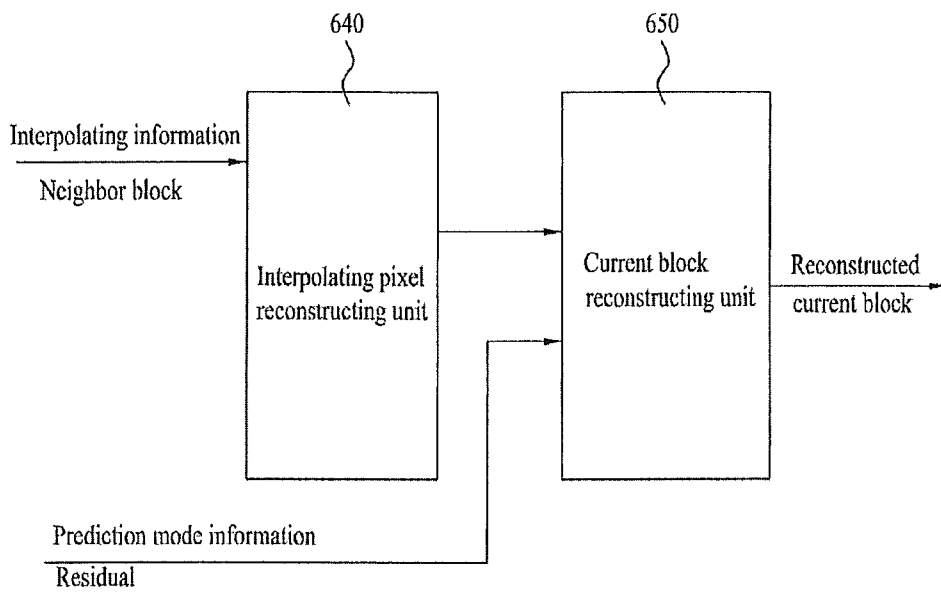 640
650
Interpolating information
Neighbor block
Interpolating pixel
reconstructing unit
Current block
reconstructing unit
Reconstructed
current block
Prediction mode information
Residual